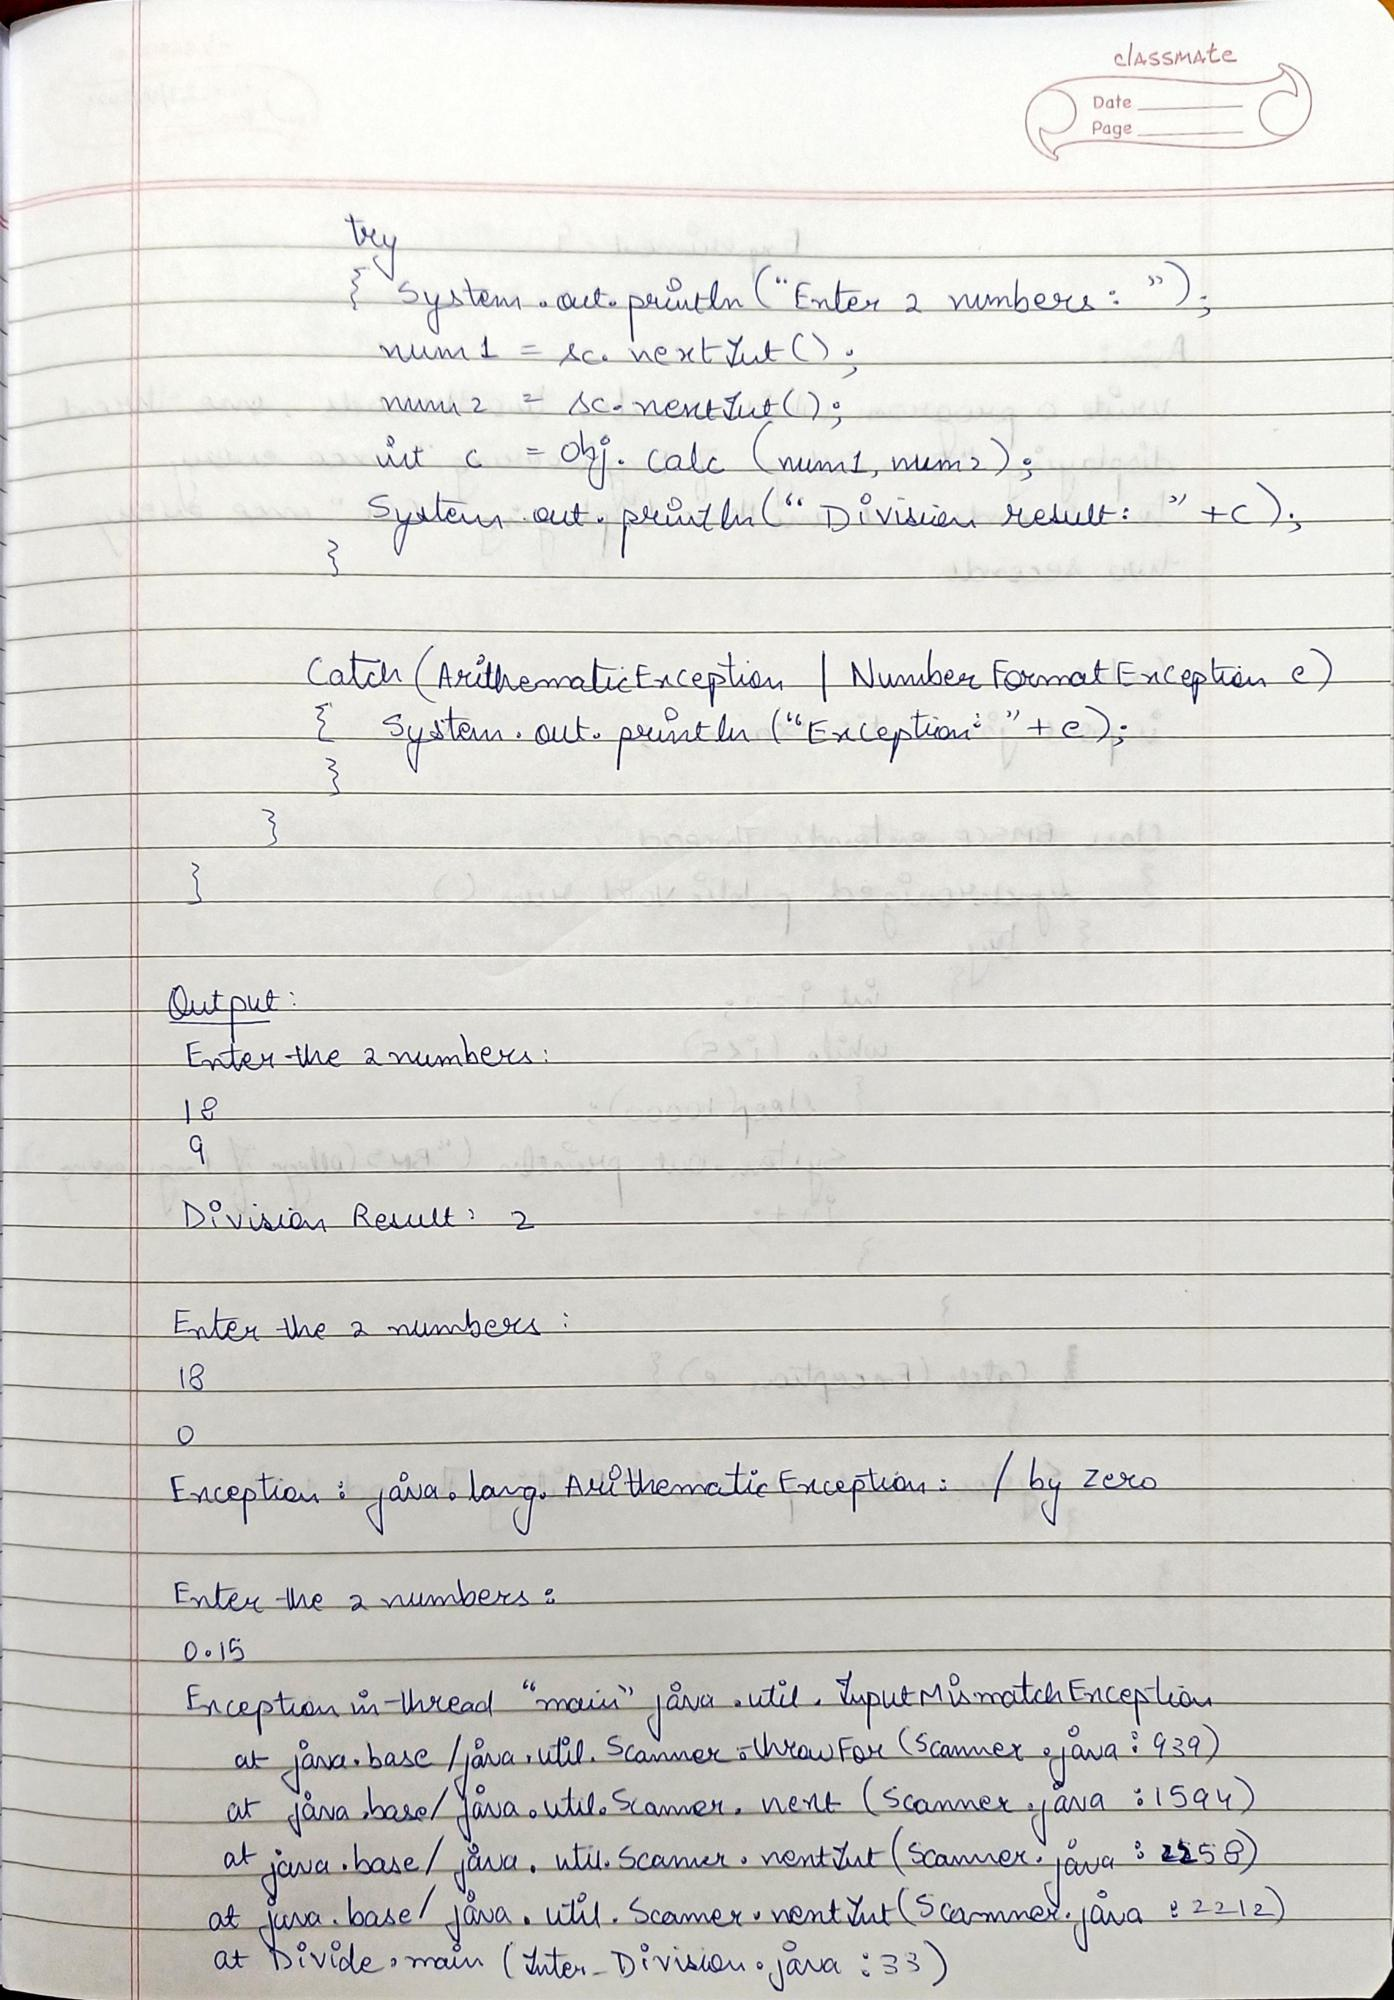 classmate
Date
Page
try
{ System.out.println("Enter 2 numbers: ");
num1 = sc.nextInt();
num2 = sc.nextInt();
int c = obj.calc (num1, num2);
System.out.println("Division result: "+c);
}
Catch (ArithematicException | NumberFormatException e)
{ System.out.println ("Exception: "+e);
}
}
}
Output:
Enter the 2 numbers:
18
9
Division Result: 2
Enter the 2 numbers:
18
0
Exception: java.lang.ArithematicException: / by zero
Enter the 2 numbers:
0.15
Exception in thread "main" java.util.InputMismatchException
at java.base/java.util.Scanner.throwFor(Scanner.java:939)
at java.base/java.util.Scanner.next (Scanner.java:1594)
at java.base/java.util.Scanner.nextInt(Scanner.java:2258)
at java.base/java.util.Scanner.nextInt(Scanner.java:2212)
at Divide.main (Inter_Division.java:33)